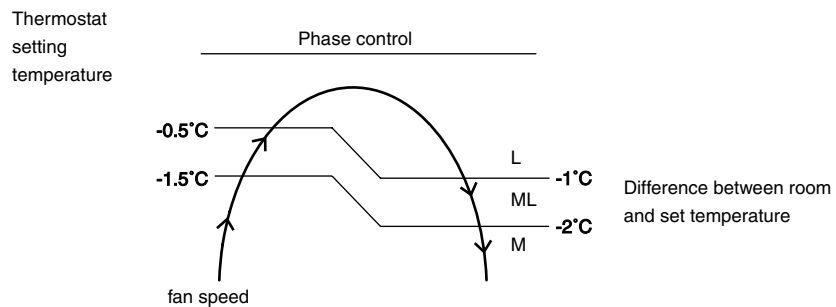 Thermostat
setting
temperature
Phase control
-0.5°C
-1.5°C
L
-1°C
ML
-2°C
M
Difference between room
and set temperature
fan speed